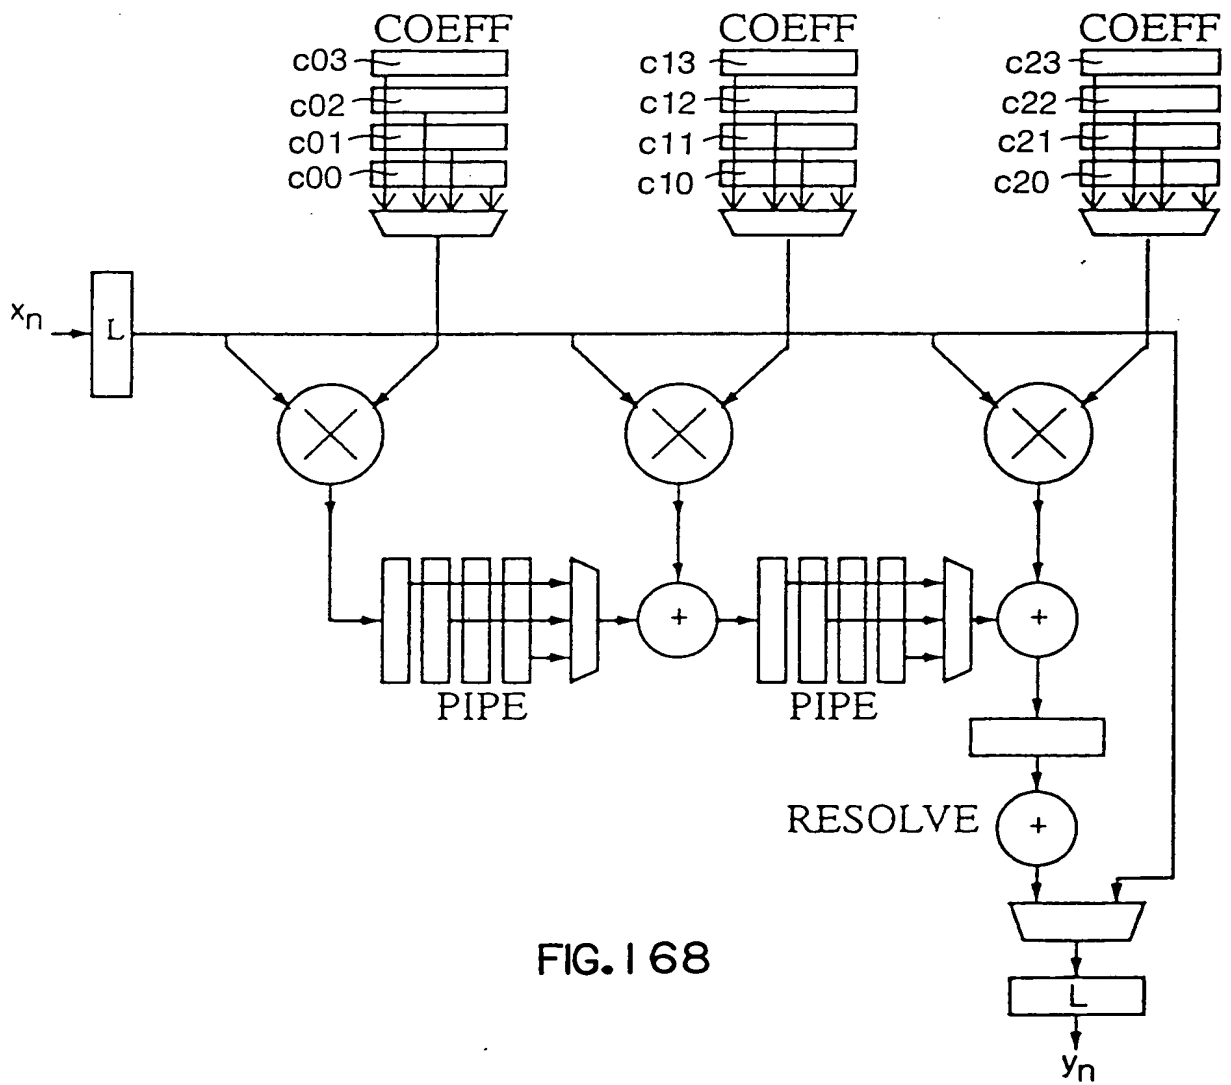 COEFF COEFF COEFF
c03 c13 c23
c02 c12 c22
c01 c11 c21
c00 c10 c20
xn
L
+ +
PIPE PIPE
RESOLVE +
FIG.168
L
yn